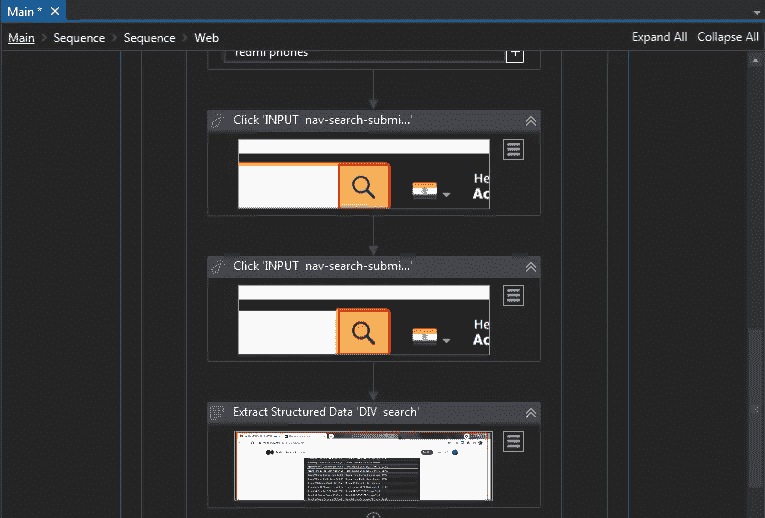 Main *
Main > Sequence > Sequence > Web
Expand All Collapse All
redmi phones
Click 'INPUT nav-search-submi...'
He
Ac
Click 'INPUT nav-search-submi...'
He
Ac
Extract Structured Data 'DIV search'